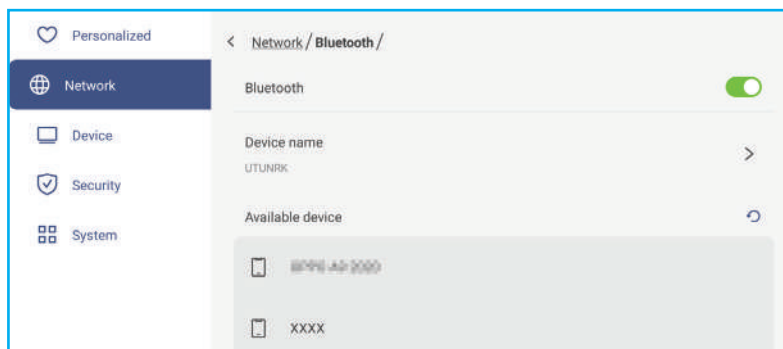 Personalized
Network
Device
Security
System
< Network / Bluetooth /
Bluetooth
Device name
UTUNRK
Available device
XXXX